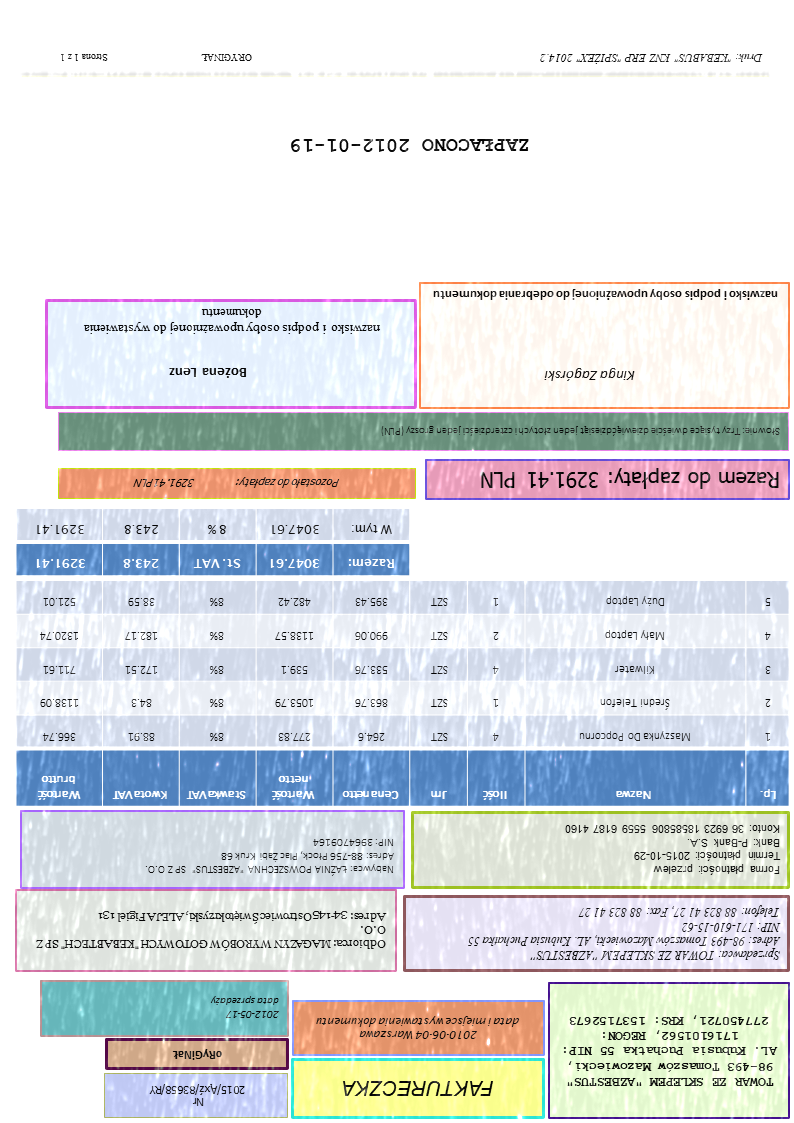 TOWAR ZE SKLEPEM "AZBESTUS"
98-493 Tomaszów Mazowiecki,
AL. Kubusia Puchatka 55 NIP:
1716101562, REGON:
277450721, KRS: 1537152673
FAKTURECZKA
2010-06-04 Warszawa
data i miejsce wystawienia dokumentu
Nr
2015/AXż/83658/RY
oRyGiNał
2012-05-17
data sprzedaży
Sprzedawca: TOWAR ZE SKLEPEM "AZBESTUS"
Adres: 98-493 Tomaszów Mazowiecki, AL. Kubusia Puchatka 55
NIP: 171-610-15-62
Telefon: 88 823 41 27, Fax: 88 823 41 27
Odbiorca: MAGAZYN WYROBÓW GOTOWYCH "KEBABTECH" SP Z
O.O.
Adres: 34-145 Ostrowiec Świętokrzyski, ALEJA Figiel 131
Forma płatności: przelew
Termin płatności: 2015-10-29
Bank: P-Bank S.A.
Konto: 36 6923 18585806 5559 6187 4160
Nabywca: ŁAŹNIA POWSZECHNA "AZBESTUS" SP Z O.O.
Adres: 88-756 Płock, Plac Żabi Kruk 68
NIP: 3964709164
Lp. Nazwa Ilość Jm Cena netto Wartość netto Stawka VAT Kwota VAT Wartość brutto
1 Maszynka Do Popcornu 4 SZT 264.6 277.83 8% 88.91 366.74
2 Średni Telefon 1 SZT 863.76 1053.79 8% 84.3 1138.09
3 Kilwater 4 SZT 533.76 539.1 8% 172.51 711.61
4 Mały Laptop 2 SZT 990.06 1138.57 8% 182.17 1320.74
5 Duży Laptop 1 SZT 395.43 482.42 8% 38.59 521.01
Razem: 3047.61 St. VAT 243.8 3291.41
W tym: 3047.61 8% 243.8 3291.41
Razem do zapłaty: 3291.41 PLN
Pozostało do zapłaty: 3291.41 PLN
Słownie: Trzy tysiące dwieście dziewięćdziesiąt jeden złotych i czterdzieści jeden groszy (PLN)
Kinga Zagórski
nazwisko i podpis osoby upoważnionej do odebrania dokumentu
Bożena Lenz
nazwisko i podpis osoby upoważnionej do wystawienia
dokumentu
ZAPŁACONO 2012-01-19
Druk: "KEBABUS" KNZ ERP "SPIŻEX" 2014.2 ORYGINAŁ Strona 1 z 1